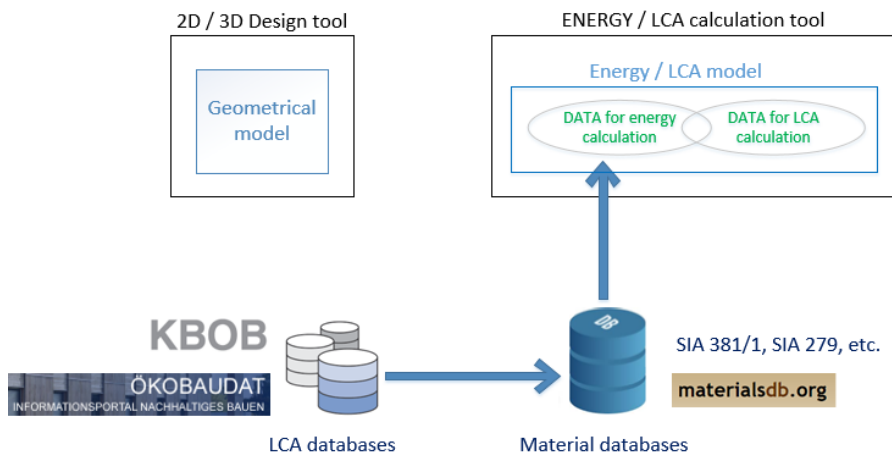 2D / 3D Design tool
ENERGY / LCA calculation tool
Geometrical
model
Energy / LCA model
DATA for energy
calculation
DATA for LCA
calculation
KBOB
ÖKOBAUDAT
INFORMATIONSPORTAL NACHHALTIGES BAUEN
LCA databases
DB
Material databases
SIA 381/1, SIA 279, etc.
materialsdb.org